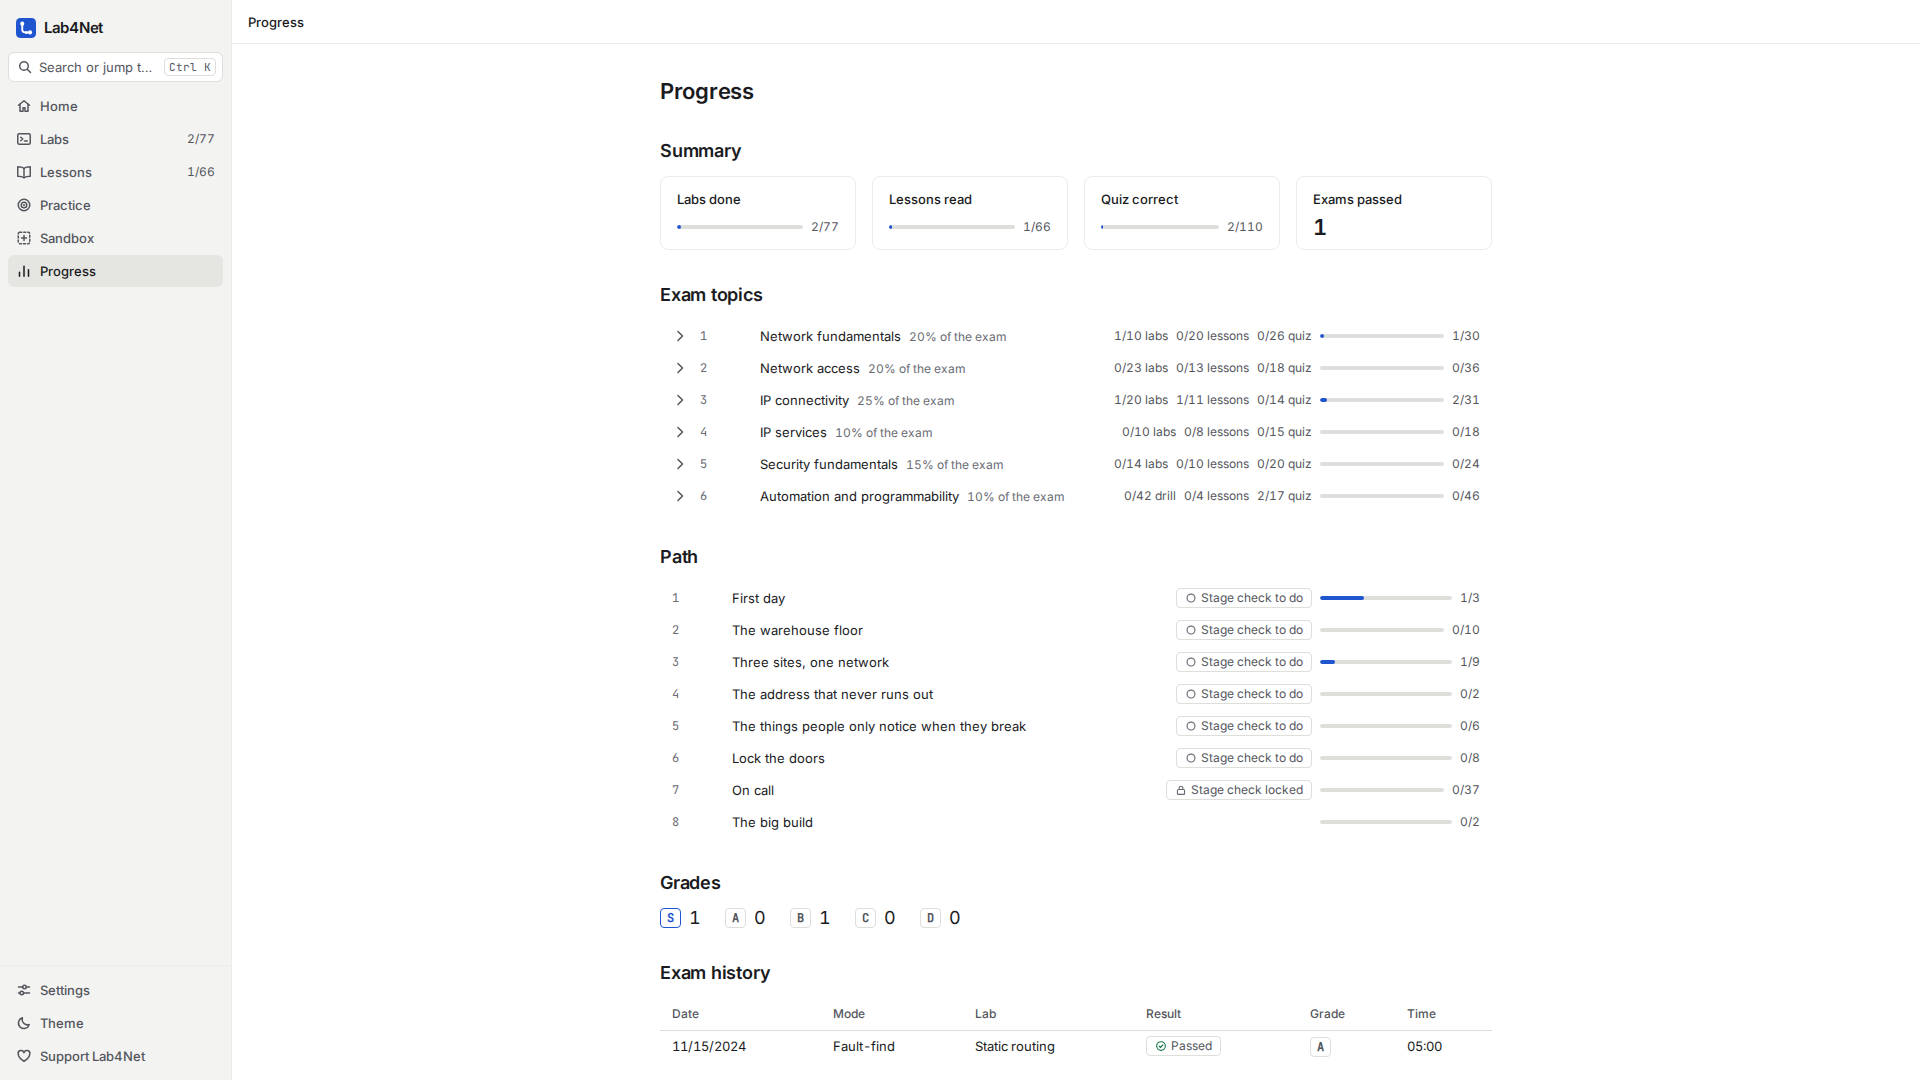 Lab4Net
Search or jump t... Ctrl K
Home
Labs 2/77
Lessons 1/66
Practice
Sandbox
Progress
Settings
Theme
Support Lab4Net
Progress
Progress
Summary
Labs done
2/77
Lessons read
1/66
Quiz correct
2/110
Exams passed
1
Exam topics
1 Network fundamentals 20% of the exam 1/10 labs 0/20 lessons 0/26 quiz 1/30
2 Network access 20% of the exam 0/23 labs 0/13 lessons 0/18 quiz 0/36
3 IP connectivity 25% of the exam 1/20 labs 1/11 lessons 0/14 quiz 2/31
4 IP services 10% of the exam 0/10 labs 0/8 lessons 0/15 quiz 0/18
5 Security fundamentals 15% of the exam 0/14 labs 0/10 lessons 0/20 quiz 0/24
6 Automation and programmability 10% of the exam 0/42 drill 0/4 lessons 2/17 quiz 0/46
Path
1 First day Stage check to do 1/3
2 The warehouse floor Stage check to do 0/10
3 Three sites, one network Stage check to do 1/9
4 The address that never runs out Stage check to do 0/2
5 The things people only notice when they break Stage check to do 0/6
6 Lock the doors Stage check to do 0/8
7 On call Stage check locked 0/37
8 The big build 0/2
Grades
S 1 A 0 B 1 C 0 D 0
Exam history
Date Mode Lab Result Grade Time
11/15/2024 Fault-find Static routing Passed A 05:00